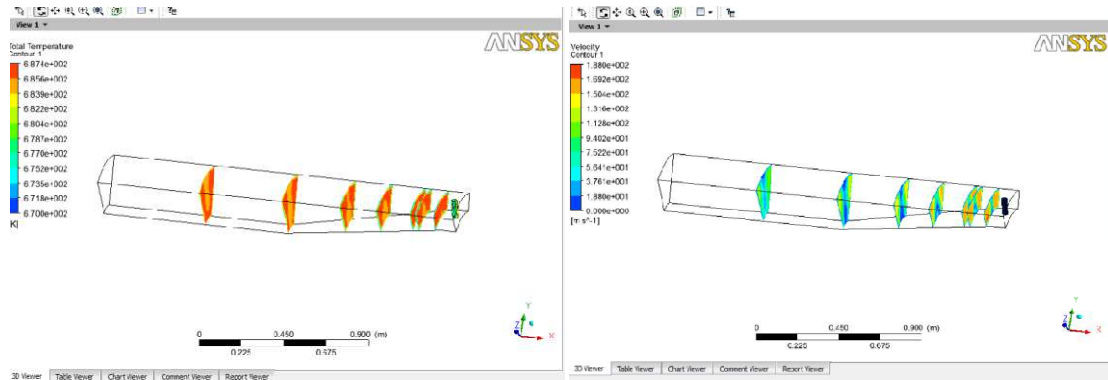 View 1
ANSYS
Total Temperature
Contour 1
6.874e+002
6.856e+002
6.839e+002
6.822e+002
6.804e+002
6.787e+002
6.770e+002
6.752e+002
6.735e+002
6.718e+002
6.700e+002
[K]
0 0.450 0.900 (m)
0.225 0.675
Y
Z X
3D Viewer Table Viewer Chart Viewer Comment Viewer Report Viewer
View 1
ANSYS
Velocity
Contour 1
1.880e+002
1.692e+002
1.504e+002
1.316e+002
1.128e+002
9.402e+001
7.522e+001
5.641e+001
3.761e+001
1.880e+001
0.000e+000
[m s^-1]
0 0.450 0.900 (m)
0.225 0.675
Y
Z X
3D Viewer Table Viewer Chart Viewer Comment Viewer Report Viewer